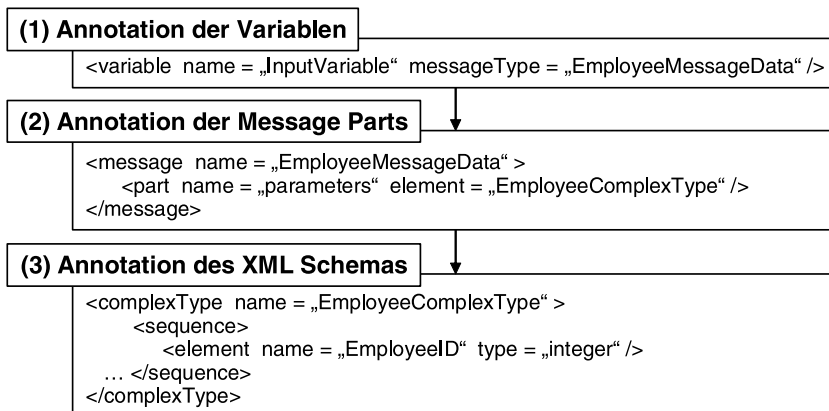 (1) Annotation der Variablen
<variable name = „InputVariable“ messageType = „EmployeeMessageData“ />
(2) Annotation der Message Parts
<message name = „EmployeeMessageData“ >
<part name = „parameters“ element = „EmployeeComplexType“ />
</message>
(3) Annotation des XML Schemas
<complexType name = „EmployeeComplexType“ >
<sequence>
<element name = „EmployeeID“ type = „integer“ />
… </sequence>
</complexType>